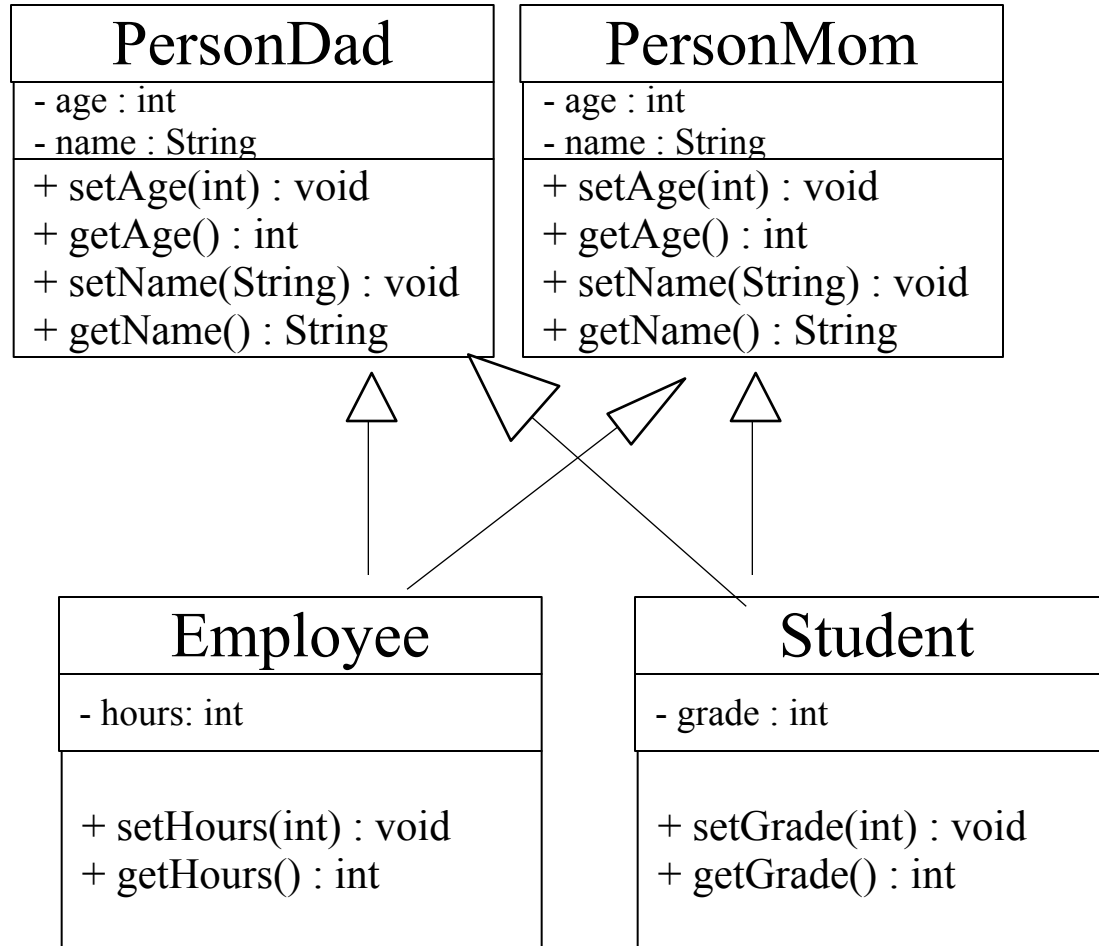 PersonDad
- age : int
- name : String
+ setAge(int) : void
+ getAge() : int
+ setName(String) : void
+ getName() : String
PersonMom
- age : int
- name : String
+ setAge(int) : void
+ getAge() : int
+ setName(String) : void
+ getName() : String
Employee
- hours: int
+ setHours(int) : void
+ getHours() : int
Student
- grade : int
+ setGrade(int) : void
+ getGrade() : int